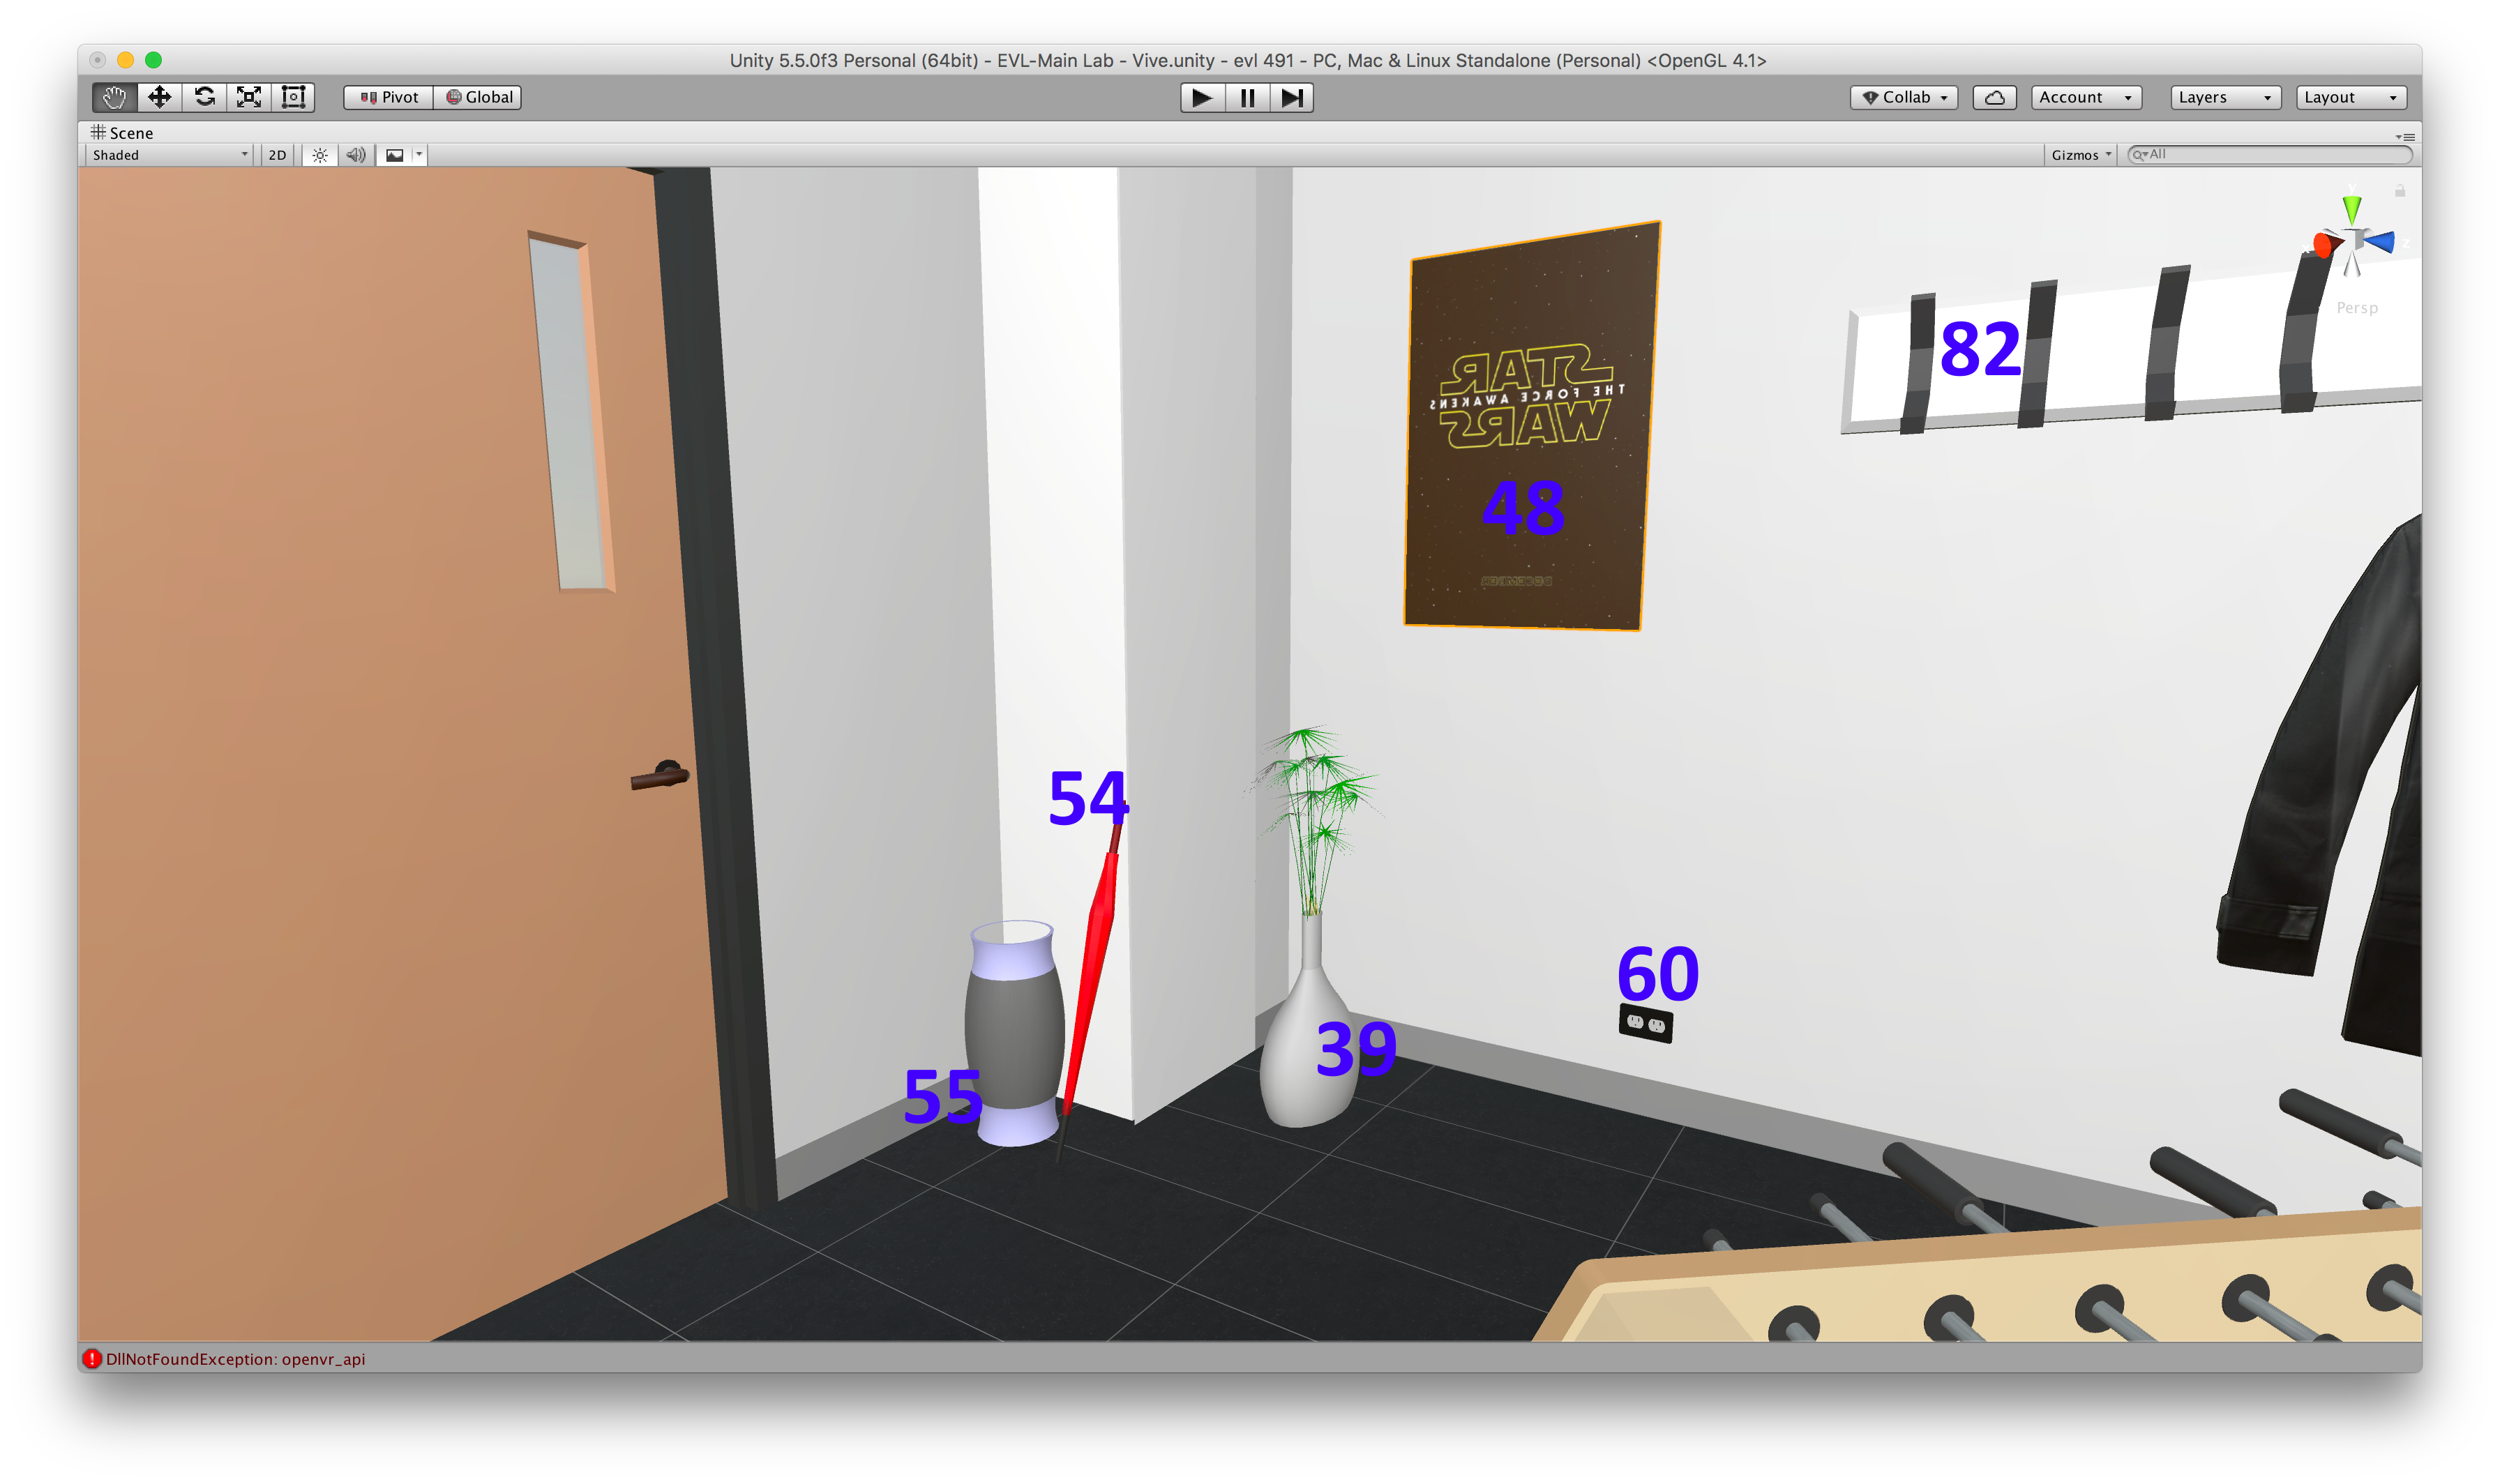 Unity 5.5.0f3 Personal (64bit) - EVL-Main Lab - Vive.unity - evl 491 - PC, Mac & Linux Standalone (Personal) <OpenGL 4.1>
Pivot Global Collab Account Layers Layout
Scene
Shaded 2D Gizmos All
y
x z
Persp
82
STAR
THE FORCE AWAKENS
WARS
48
DECEMBER
54
60
39
55
DllNotFoundException: openvr_api